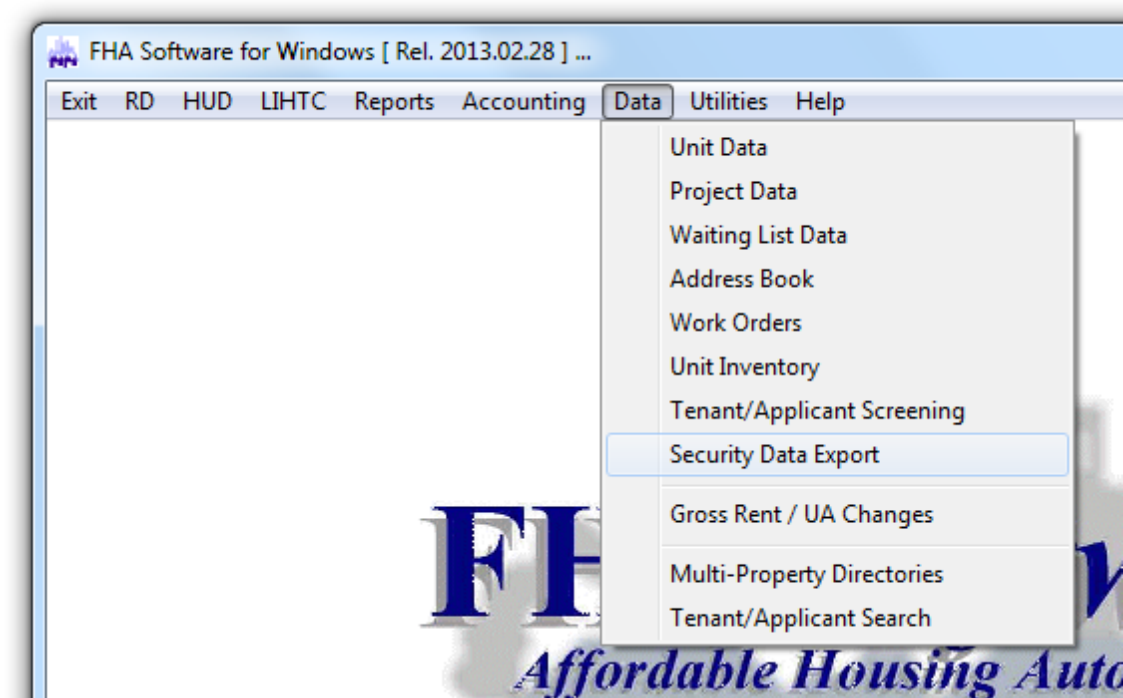 FHA Software for Windows [ Rel. 2013.02.28 ] ...
Exit RD HUD LIHTC Reports Accounting Data Utilities Help
Unit Data
Project Data
Waiting List Data
Address Book
Work Orders
Unit Inventory
Tenant/Applicant Screening
Security Data Export
Gross Rent / UA Changes
Multi-Property Directories
Tenant/Applicant Search
Affordable Housing